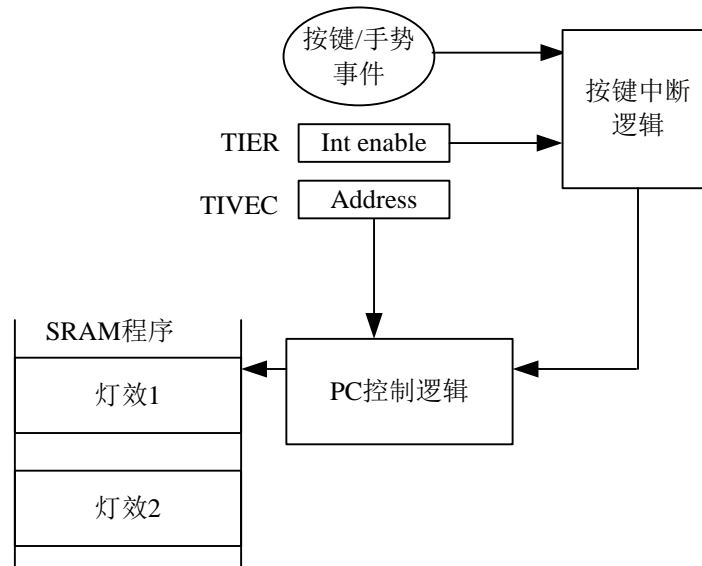 按键/手势
事件
按键中断
逻辑
TIER
Int enable
TIVEC
Address
SRAM程序
灯效1
PC控制逻辑
灯效2